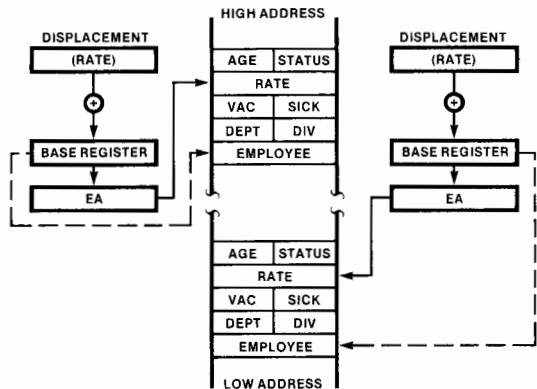 HIGH ADDRESS
DISPLACEMENT
(RATE)
+
BASE REGISTER
EA
AGE STATUS
RATE
VAC SICK
DEPT DIV
EMPLOYEE
DISPLACEMENT
(RATE)
+
BASE REGISTER
EA
AGE STATUS
RATE
VAC SICK
DEPT DIV
EMPLOYEE
LOW ADDRESS